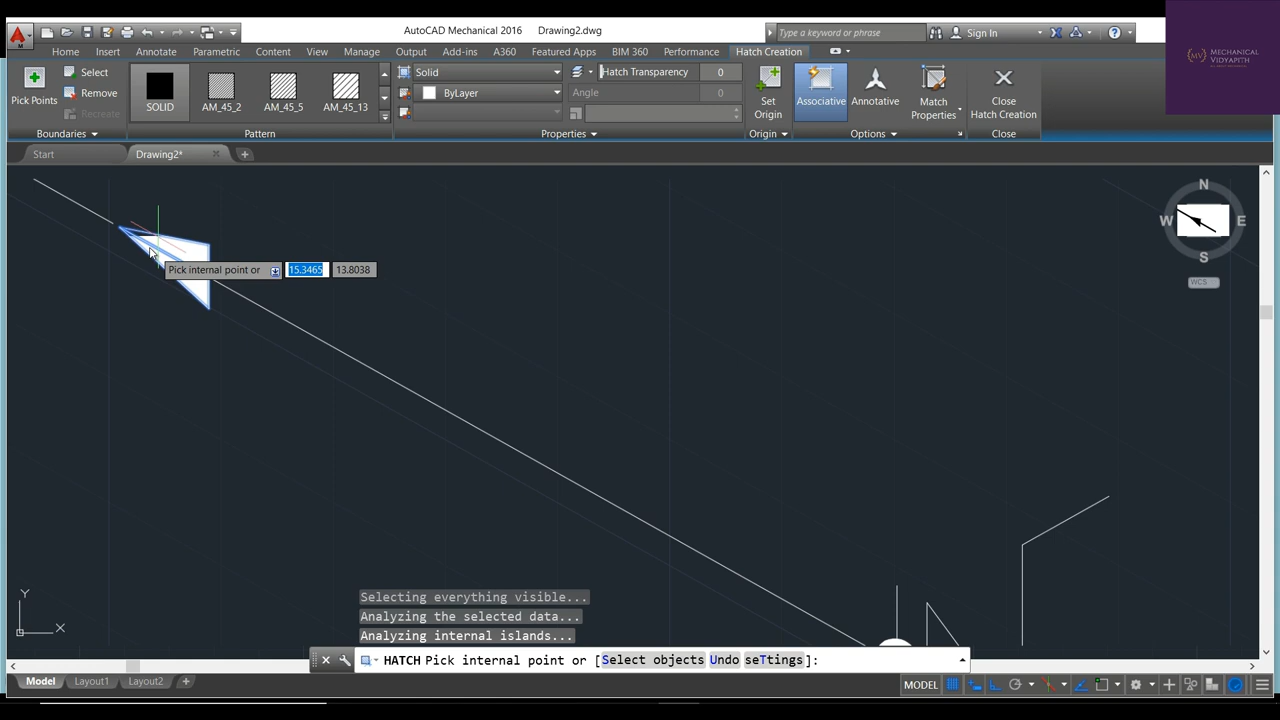 AutoCAD Mechanical 2016 Drawing2.dwg
Type a keyword or phrase
Sign In
MECHANICAL
VIDYAPITH
M
Home Insert Annotate Parametric Content View Manage Output Add-ins A360 Featured Apps BIM 360 Performance Hatch Creation
Pick Points
Select
Remove
Recreate
SOLID
AM_45_2
AM_45_5
AM_45_13
Solid
ByLayer
Hatch Transparency 0
Angle 0
Set
Origin
Associative
Annotative
Match
Properties
Close
Hatch Creation
Boundaries
Pattern
Properties
Origin
Options
Close
Start
Drawing2*
N
W
E
S
WCS
Pick internal point or 15.3465 13.8038
Y
X
Selecting everything visible...
Analyzing the selected data...
Analyzing internal islands...
HATCH Pick internal point or [Select objects Undo seTtings]:
Model Layout1 Layout2
MODEL